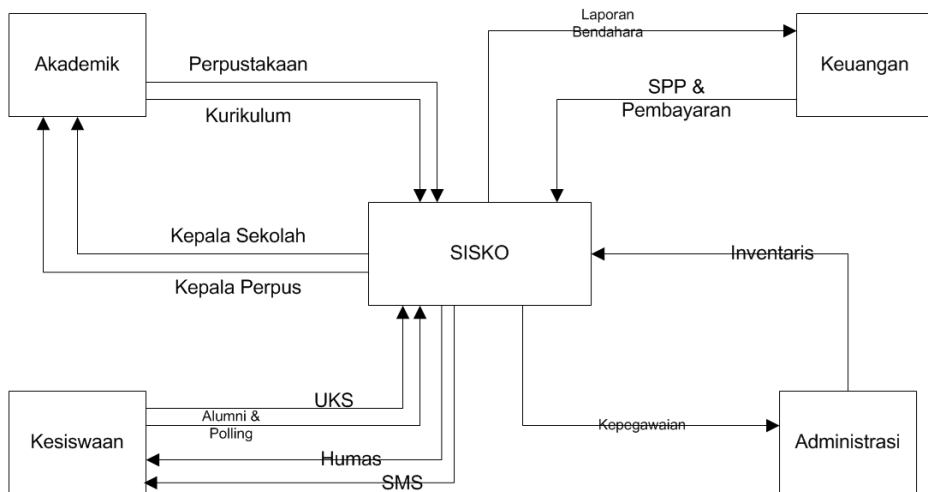 Laporan
Bendahara
Akademik
Perpustakaan
Keuangan
SPP &
Pembayaran
Kurikulum
Kepala Sekolah
SISKO
Inventaris
Kepala Perpus
UKS
Alumni &
Polling
Kesiswaan
Humas
SMS
Kepegawaian
Administrasi